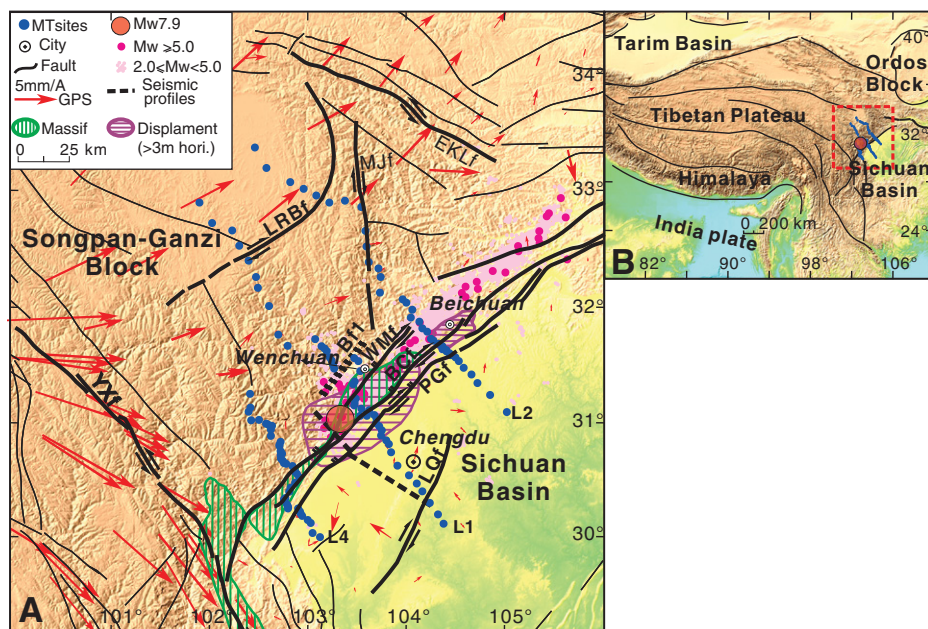 MTsites
Mw7.9
City
Mw ≥5.0
Fault
2.0≤Mw<5.0
5mm/A
GPS
Seismic
profiles
Massif
Displament
(>3m hori.)
0 25 km
34°
33°
32°
31°
30°
101°
102°
103°
104°
105°
EKLf
MJf
LRBf
Songpan-Ganzi
Block
Beichuan
Wenchuan
Bf1
WMf
PGf
YXf
L2
Chengdu
LQf
Sichuan
Basin
L1
L4
A
Tarim Basin
40°
Ordos
Block
Tibetan Plateau
32°
Sichuan
Basin
Himalaya
0 200 km
India plate
24°
B
82°
90°
98°
106°